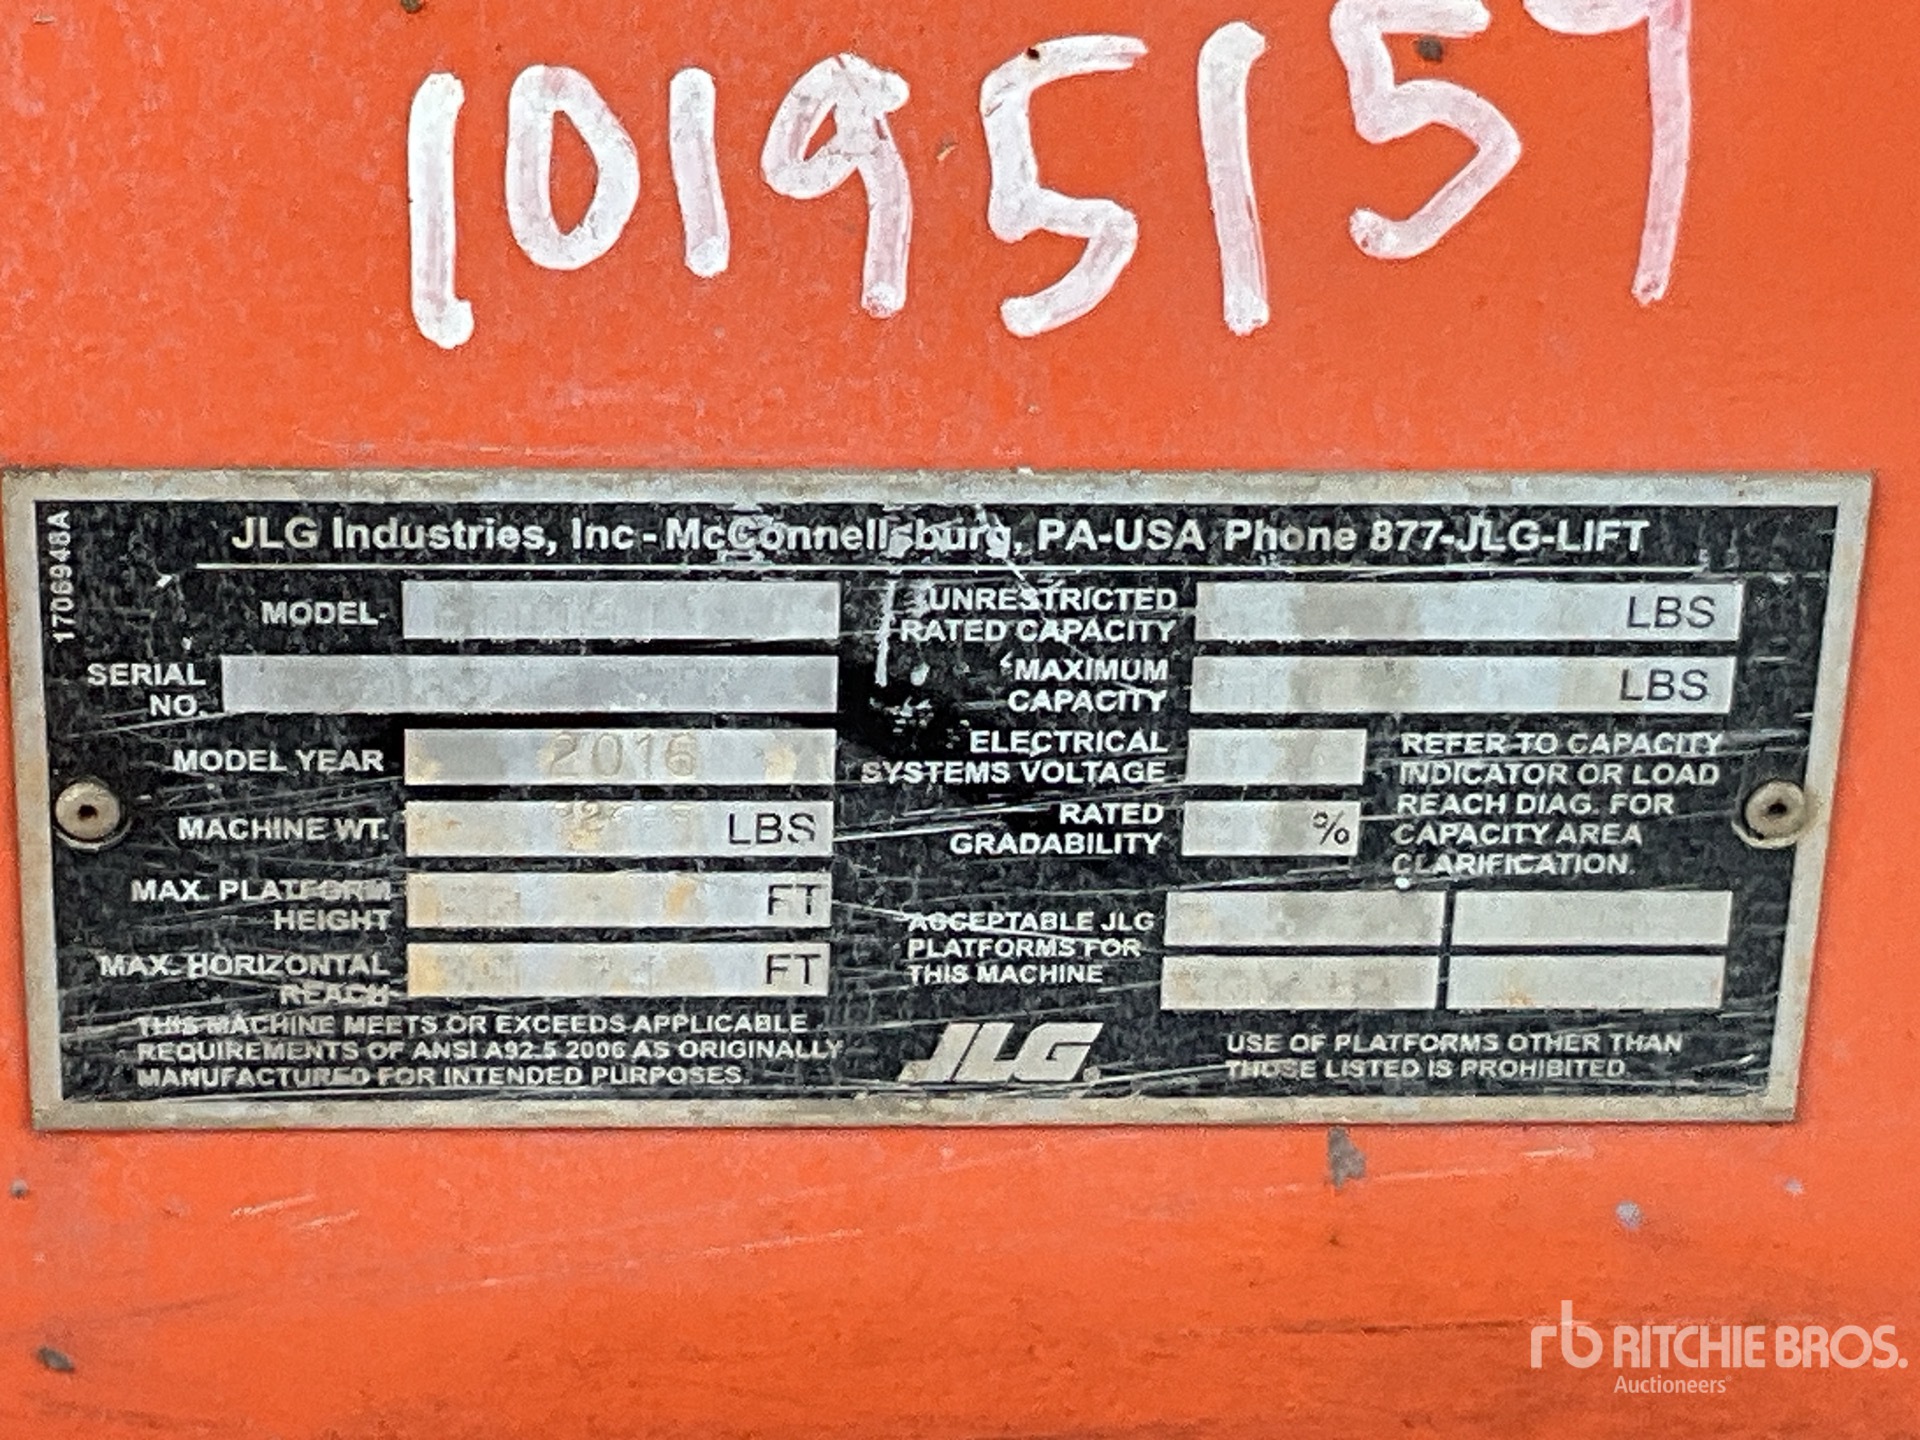 10195159
JLG Industries, Inc - McConnellsburg, PA-USA Phone 877-JLG-LIFT
1706948A
MODEL
SERIAL
NO.
MODEL YEAR 2016
MACHINE WT. LBS
MAX. PLATFORM
HEIGHT FT
MAX. HORIZONTAL
REACH FT
THIS MACHINE MEETS OR EXCEEDS APPLICABLE
REQUIREMENTS OF ANSI A92.5 2006 AS ORIGINALLY
MANUFACTURED FOR INTENDED PURPOSES.
UNRESTRICTED
RATED CAPACITY LBS
MAXIMUM
CAPACITY LBS
ELECTRICAL
SYSTEMS VOLTAGE
RATED
GRADABILITY %
REFER TO CAPACITY
INDICATOR OR LOAD
REACH DIAG. FOR
CAPACITY AREA
CLARIFICATION.
ACCEPTABLE JLG
PLATFORMS FOR
THIS MACHINE
JLG
USE OF PLATFORMS OTHER THAN
THOSE LISTED IS PROHIBITED
rb RITCHIE BROS.
Auctioneers